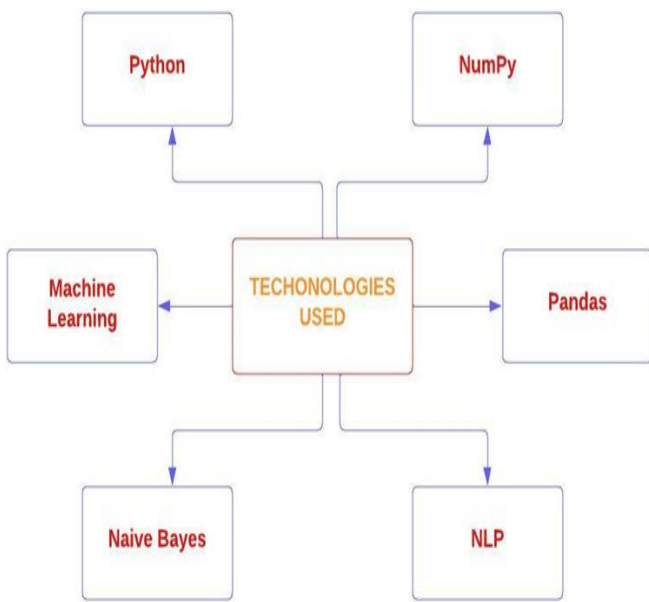 Python
NumPy
TECHONOLOGIES
USED
Machine
Learning
Pandas
Naive Bayes
NLP